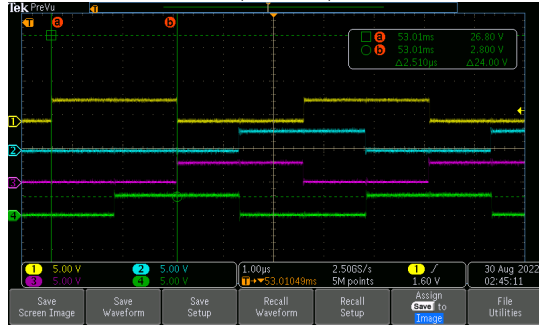 Tek PreVu
T a b
a 53.01ms 26.80 V
b 53.01ms 2.800 V
△2.510µs △24.00 V
1
2
3
4
1 5.00 V 2 5.00 V
3 5.00 V 4 5.00 V
1.00µs 2.50GS/s
T→▼53.01049ms 5M points
1 ∫
1.60 V
30 Aug 2022
02:45:11
Save Screen Image
Save Waveform
Save Setup
Recall Waveform
Recall Setup
Assign Save to Image
File Utilities